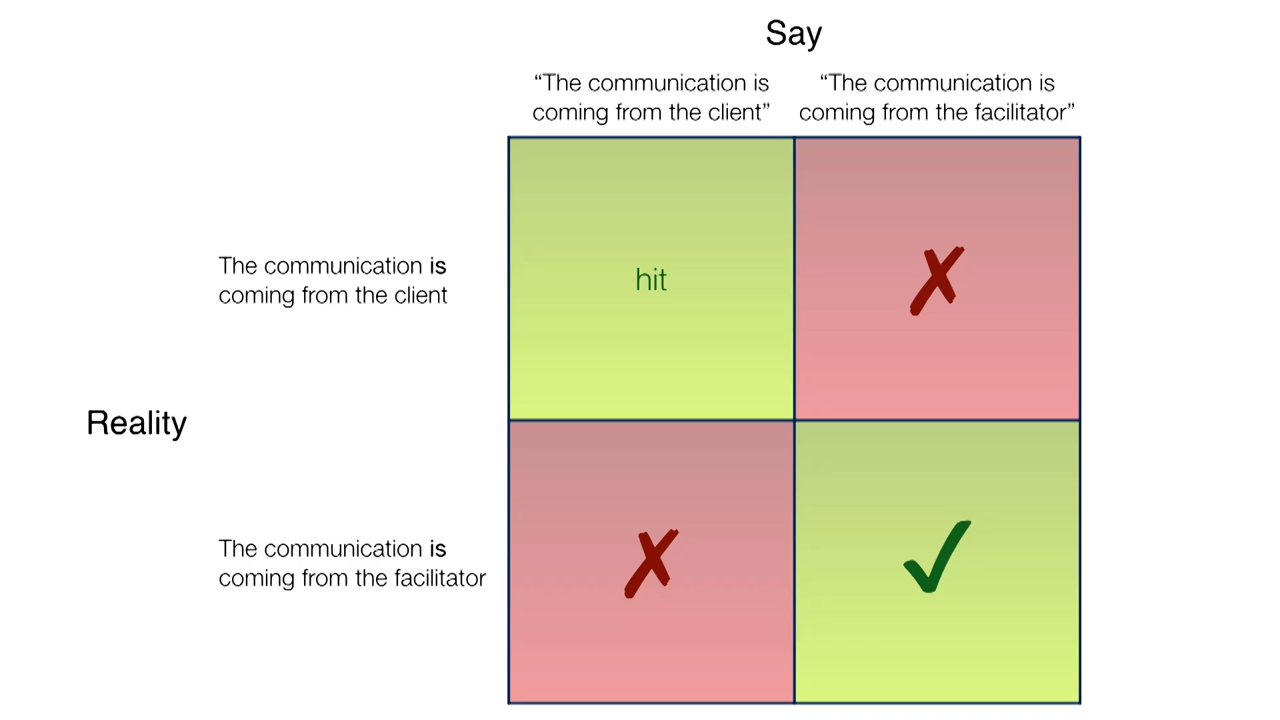 Say
“The communication is
coming from the client”
“The communication is
coming from the facilitator”
The communication is
coming from the client
hit
✗
Reality
The communication is
coming from the facilitator
✗
✓